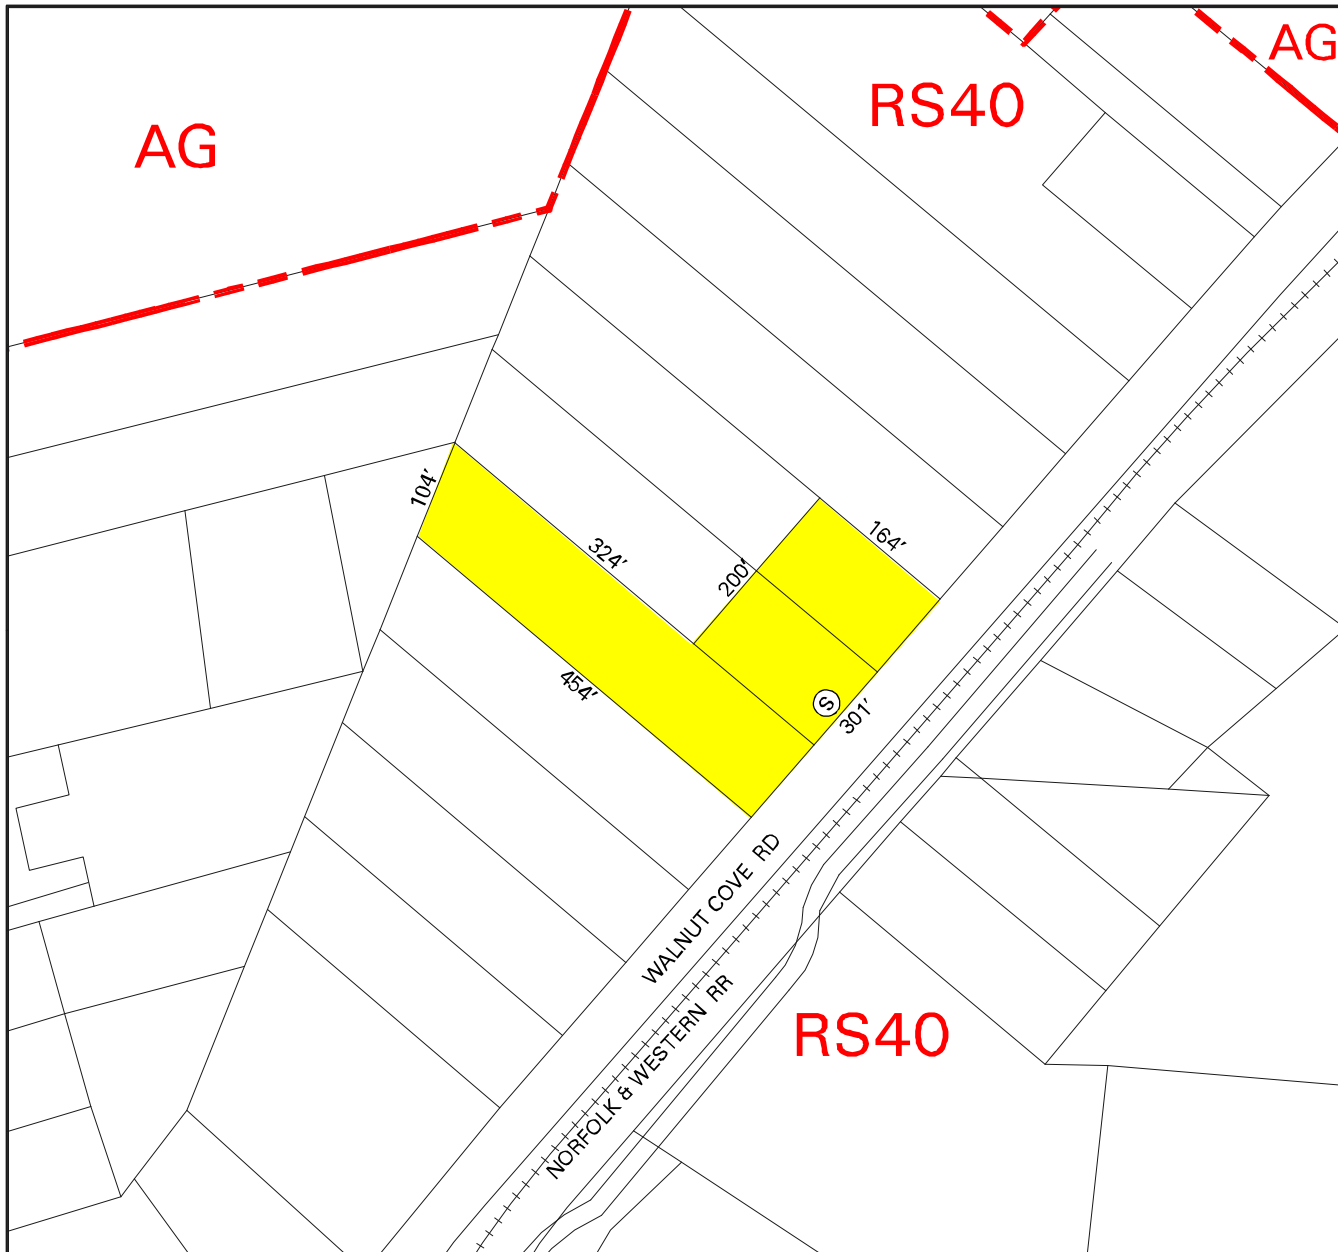 AG
RS40
AG
104′
324′
200′
164′
454′
S
301′
WALNUT COVE RD
NORFOLK & WESTERN RR
RS40